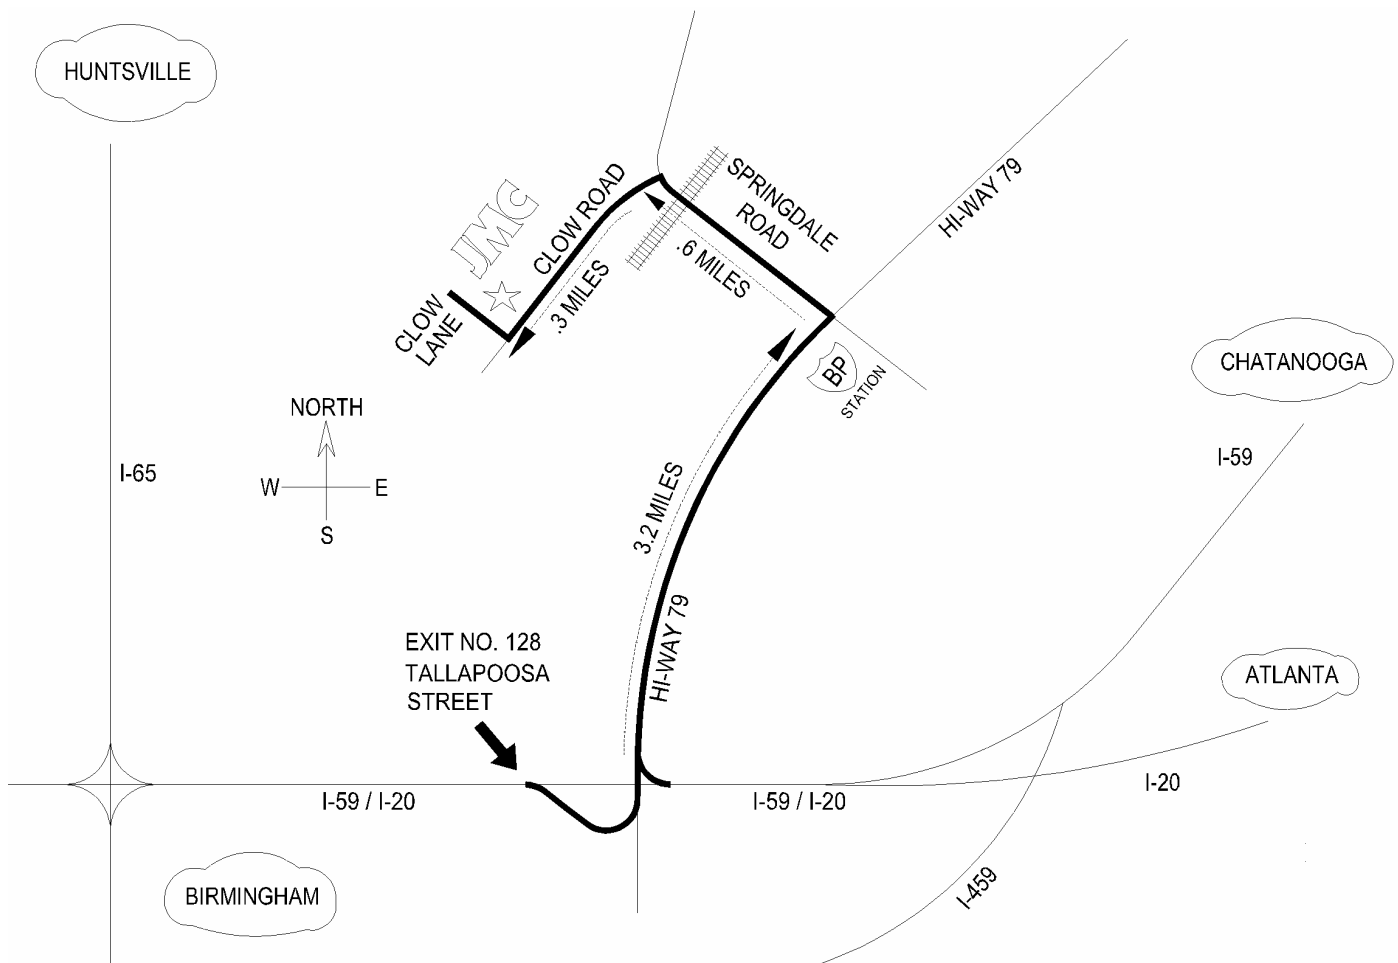 HUNTSVILLE
SPRINGDALE
ROAD
HI-WAY 79
CLOW ROAD
JMC
.6 MILES
.3 MILES
CLOW
LANE
BP
STATION
CHATANOOGA
NORTH
W
E
S
I-65
I-59
3.2 MILES
HI-WAY 79
EXIT NO. 128
TALLAPOOSA
STREET
ATLANTA
I-20
I-59 / I-20
I-59 / I-20
BIRMINGHAM
I-459